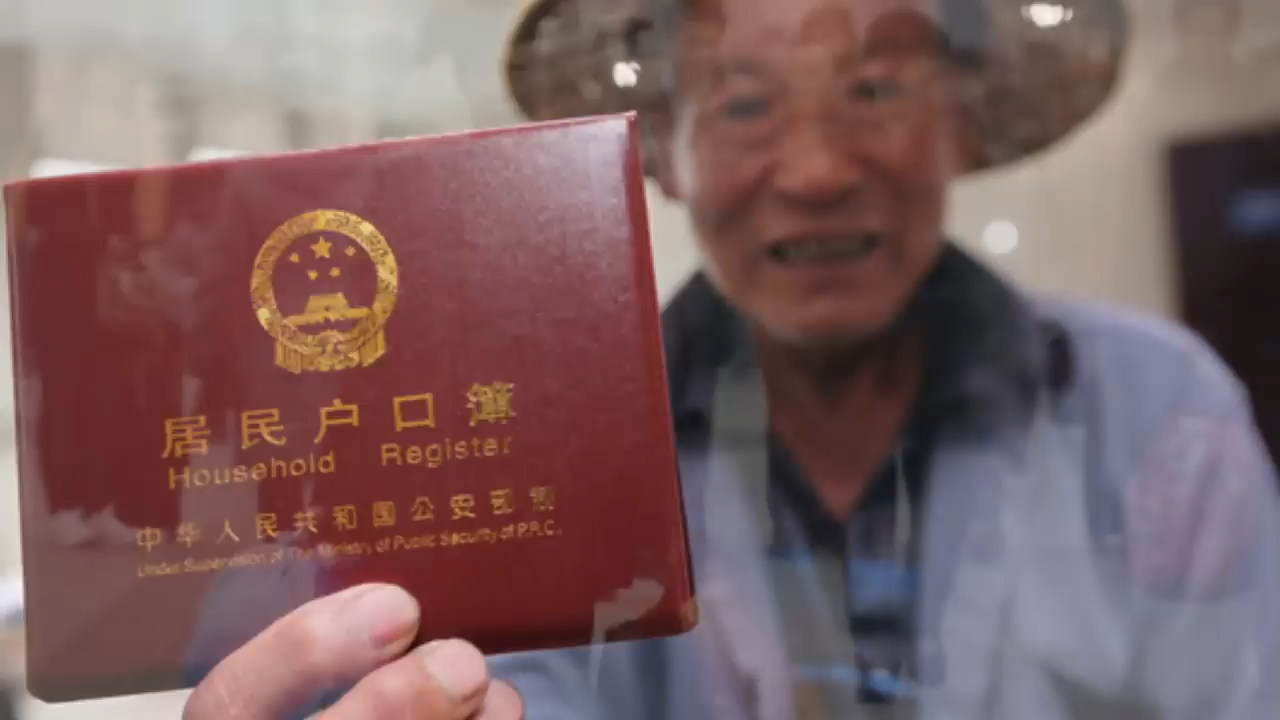 居民户口簿
Household Register
中华人民共和国公安部制
Under Supervision of The Ministry of Public Security of P.R.C.